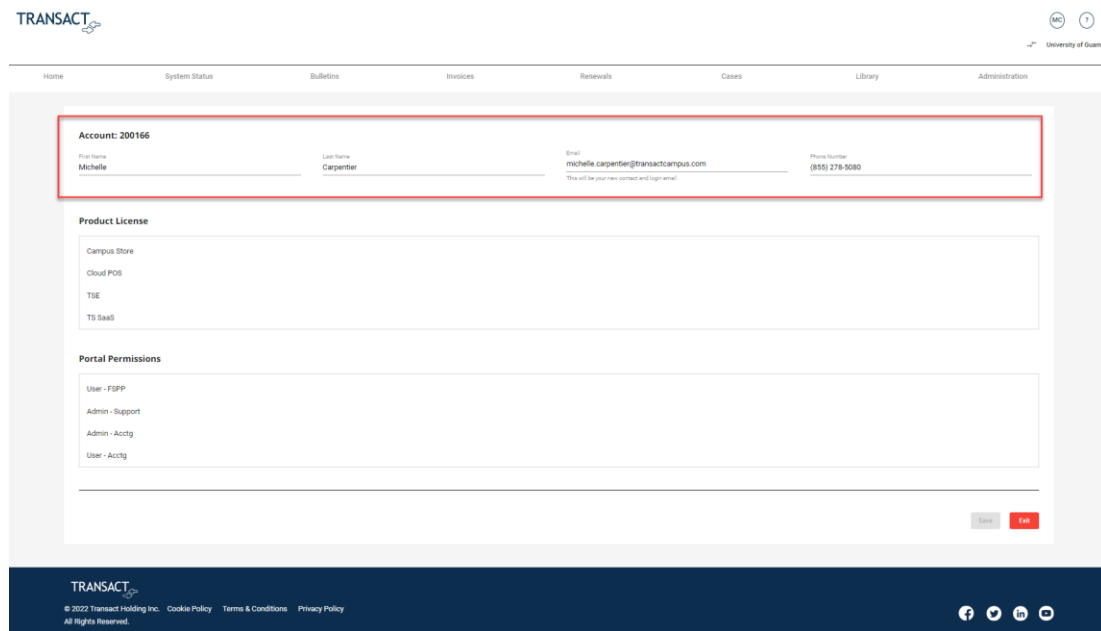 TRANSACT
MC ?
University of Guam
Home System Status Bulletins Invoices Renewals Cases Library Administration
Account: 200166
First Name Last Name Email Phone Number
Michelle Carpentier michelle.carpentier@transactcampus.com (855) 278-5080
This will be your new contact and login email
Product License
Campus Store
Cloud POS
TSE
TS SaaS
Portal Permissions
User - FSPP
Admin - Support
Admin - Acctg
User - Acctg
Save Exit
TRANSACT
© 2022 Transact Holding Inc. Cookie Policy Terms & Conditions Privacy Policy
All Rights Reserved.